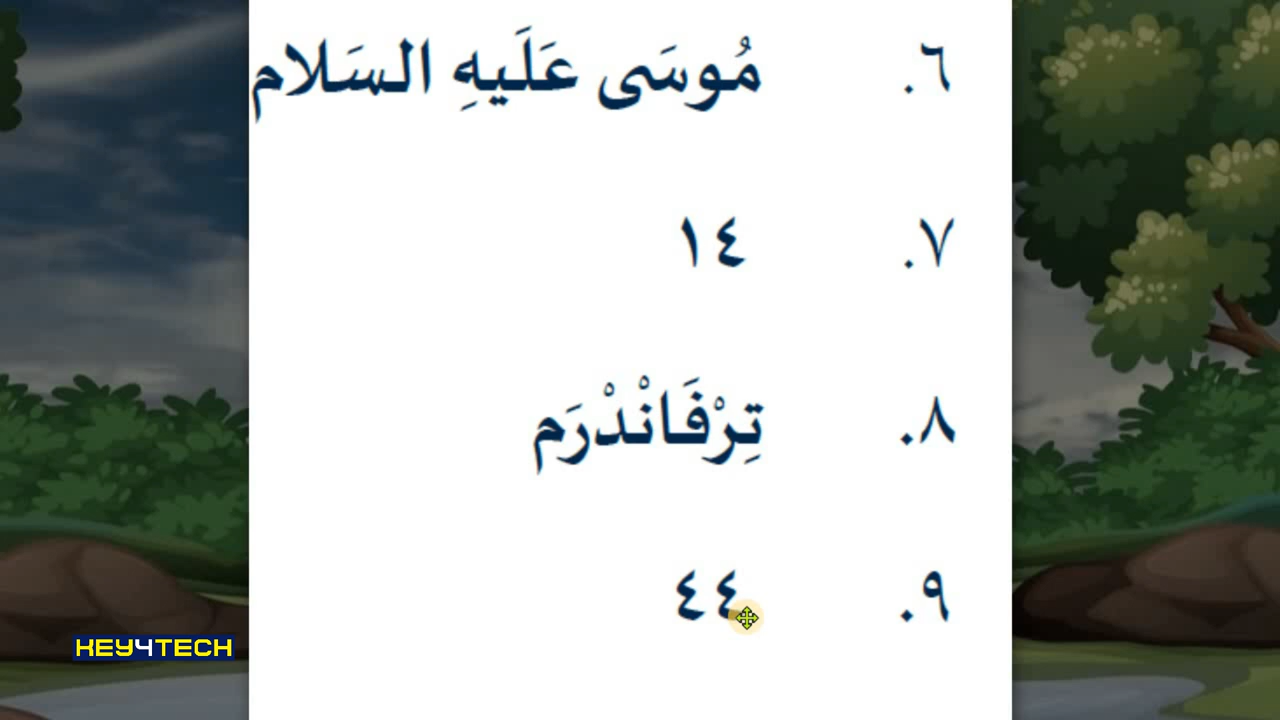 ٦. مُوسَى عَلَيهِ السَلام
٧. ١٤
٨. تِرْفَانْدْرَم
٩. ٤٤
KEY4TECH